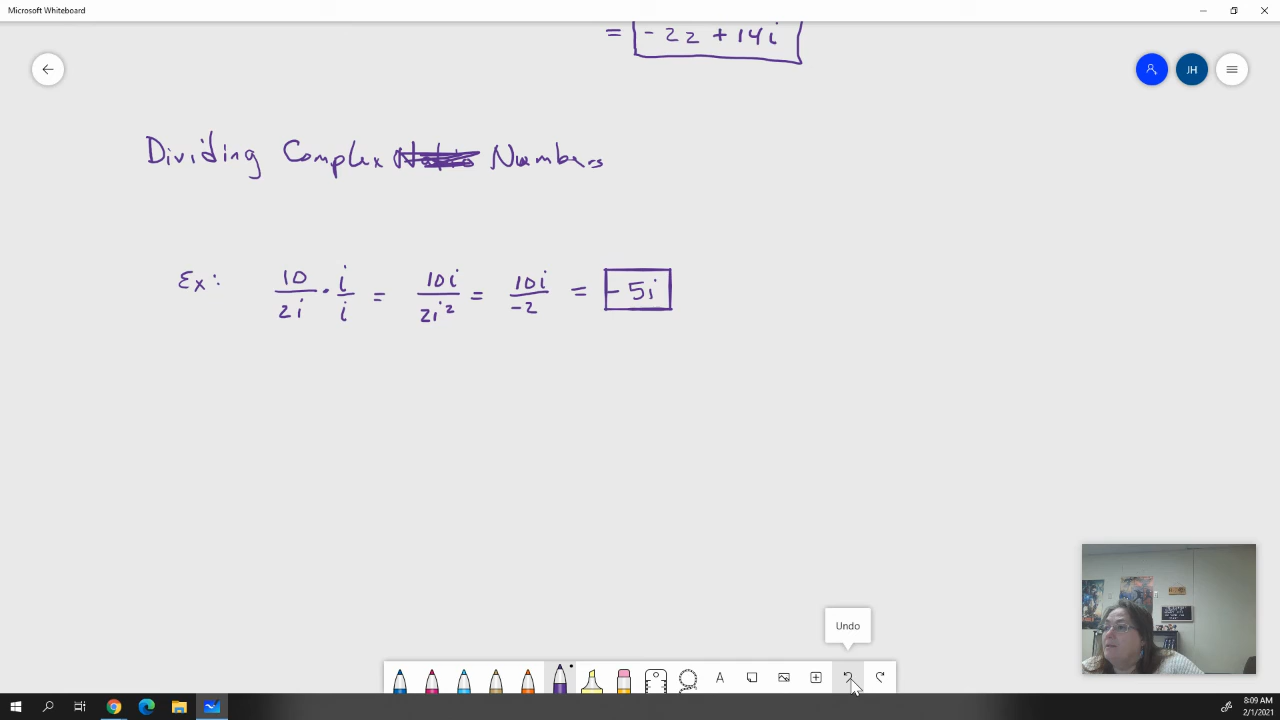 Microsoft Whiteboard
= -22 + 14i
JH
Dividing Complex Numbers
Ex: 10/2i · i/i = 10i/2i² = 10i/-2 = -5i
Undo
A
8:09 AM
2/1/2021